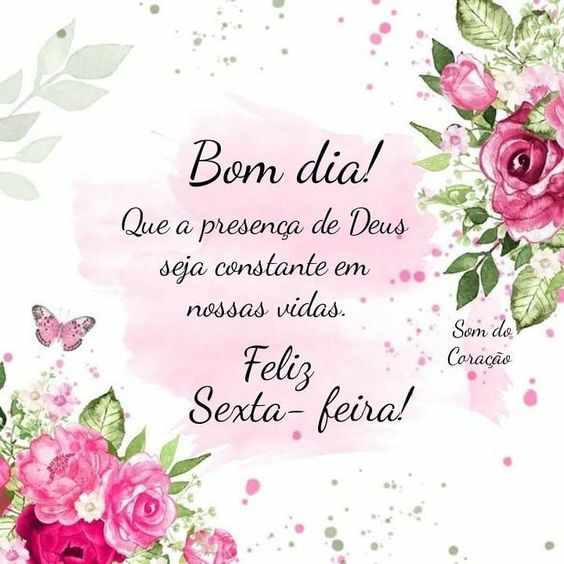 Bom dia!
Que a presença de Deus
seja constante em
nossas vidas.
Feliz
Sexta-feira!
Som do
Coração